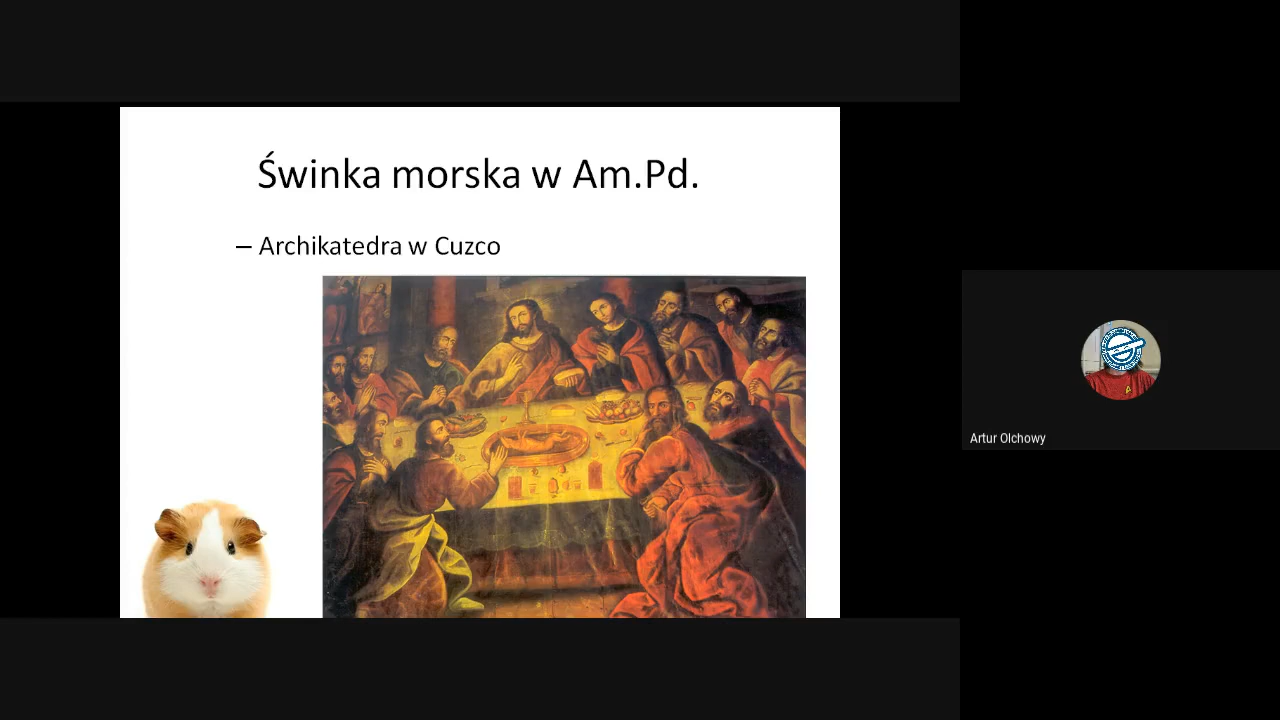 Świnka morska w Am.Pd.
– Archikatedra w Cuzco
Artur Olchowy